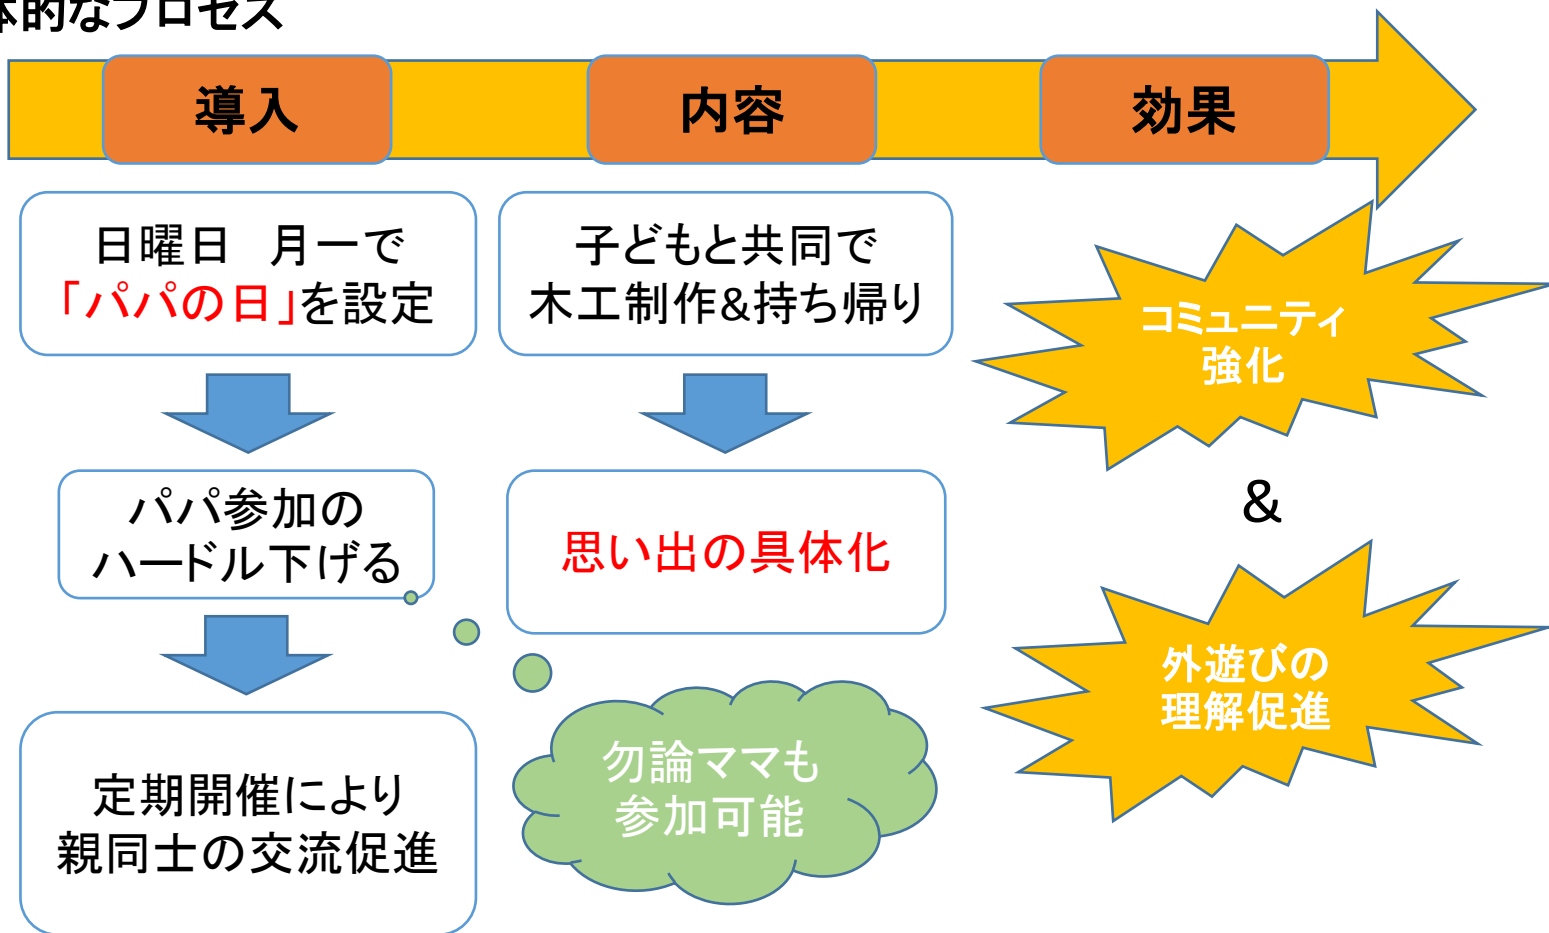 体的なプロセス
導入
内容
効果
日曜日　月一で
「パパの日」を設定
パパ参加の
ハードル下げる
定期開催により
親同士の交流促進
子どもと共同で
木工制作&持ち帰り
思い出の具体化
勿論ママも
参加可能
コミュニティ
強化
&
外遊びの
理解促進